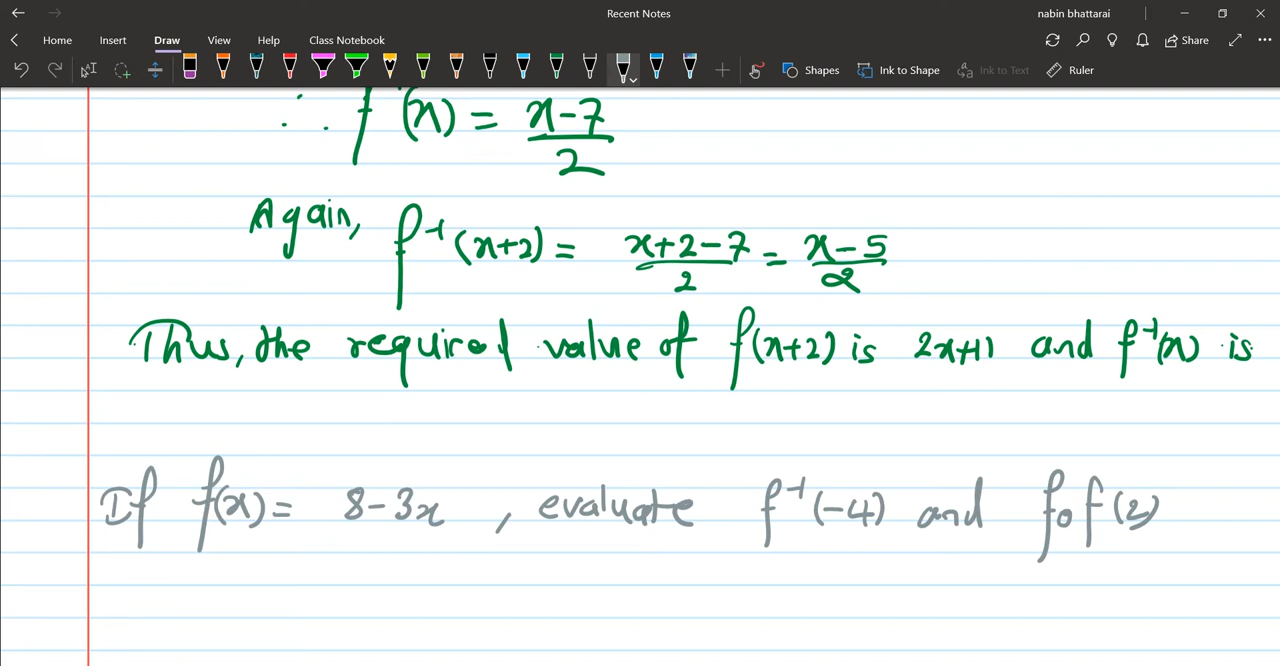 Recent Notes
nabin bhattarai
Home Insert Draw View Help Class Notebook
Share
Shapes Ink to Shape Ink to Text Ruler
∴ f (x) = x-7/2
Again, f⁻¹(x+2) = x+2-7/2 = x-5/2
Thus, the required value of f(x+2) is 2x+11 and f⁻¹(x) is
If f(x) = 8-3x , evaluate f⁻¹(-4) and fof(2)